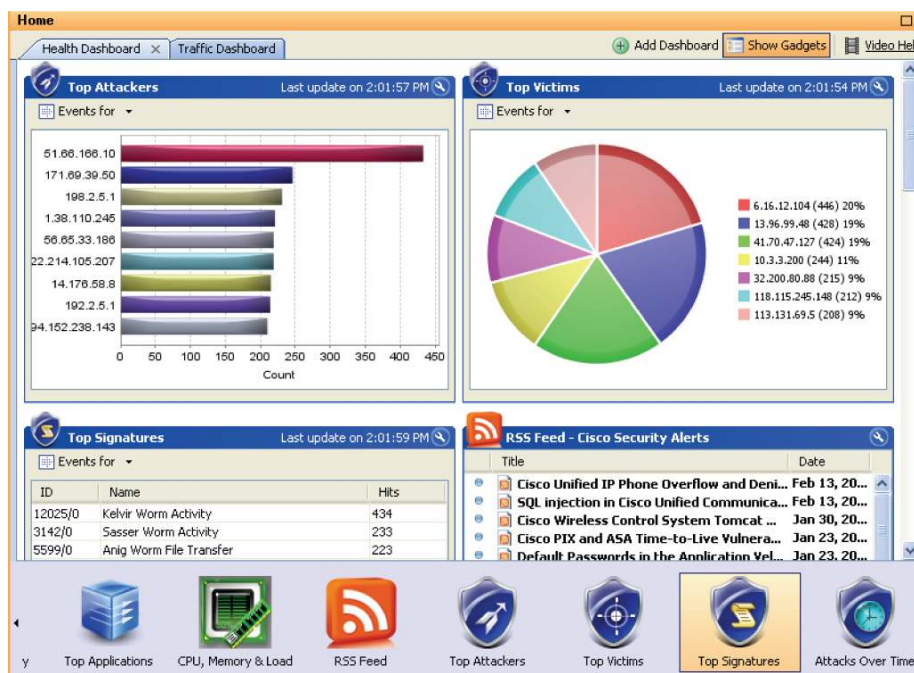 Home
Health Dashboard
Traffic Dashboard
Add Dashboard
Show Gadgets
Video Hel
Top Attackers
Last update on 2:01:57 PM
Events for
51.66.166.10
171.69.39.50
198.2.5.1
1.38.110.245
56.65.33.186
22.214.105.207
14.176.58.8
192.2.5.1
94.152.238.143
0 50 100 150 200 250 300 350 400 450
Count
Top Victims
Last update on 2:01:54 PM
Events for
6.16.12.104 (446) 20%
13.96.99.48 (428) 19%
41.70.47.127 (424) 19%
10.3.3.200 (244) 11%
32.200.80.88 (215) 9%
118.115.245.148 (212) 9%
113.131.69.5 (208) 9%
Top Signatures
Last update on 2:01:59 PM
Events for
ID Name Hits
12025/0 Kelvir Worm Activity 434
3142/0 Sasser Worm Activity 233
5599/0 Anig Worm File Transfer 223
RSS Feed - Cisco Security Alerts
Title Date
Cisco Unified IP Phone Overflow and Deni... Feb 13, 20...
SQL injection in Cisco Unified Communica... Feb 13, 20...
Cisco Wireless Control System Tomcat ... Jan 30, 20...
Cisco PIX and ASA Time-to-Live Vulnera... Jan 23, 20...
Default Passwords in the Application Vel... Jan 23, 20...
y
Top Applications
CPU, Memory & Load
RSS Feed
Top Attackers
Top Victims
Top Signatures
Attacks Over Time